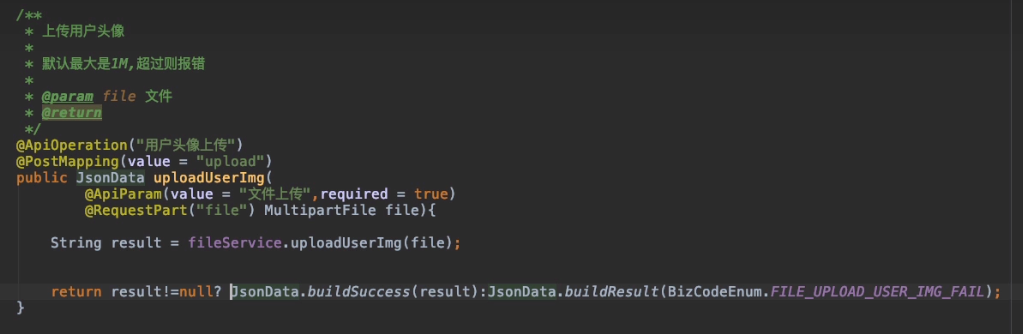 /**
 * 上传用户头像
 *
 * 默认最大是1M,超过则报错
 *
 * @param file 文件
 * @return
 */
@ApiOperation("用户头像上传")
@PostMapping(value = "upload")
public JsonData uploadUserImg(
        @ApiParam(value = "文件上传",required = true)
        @RequestPart("file") MultipartFile file){
    String result = fileService.uploadUserImg(file);
    return result!=null? JsonData.buildSuccess(result):JsonData.buildResult(BizCodeEnum.FILE_UPLOAD_USER_IMG_FAIL);
}